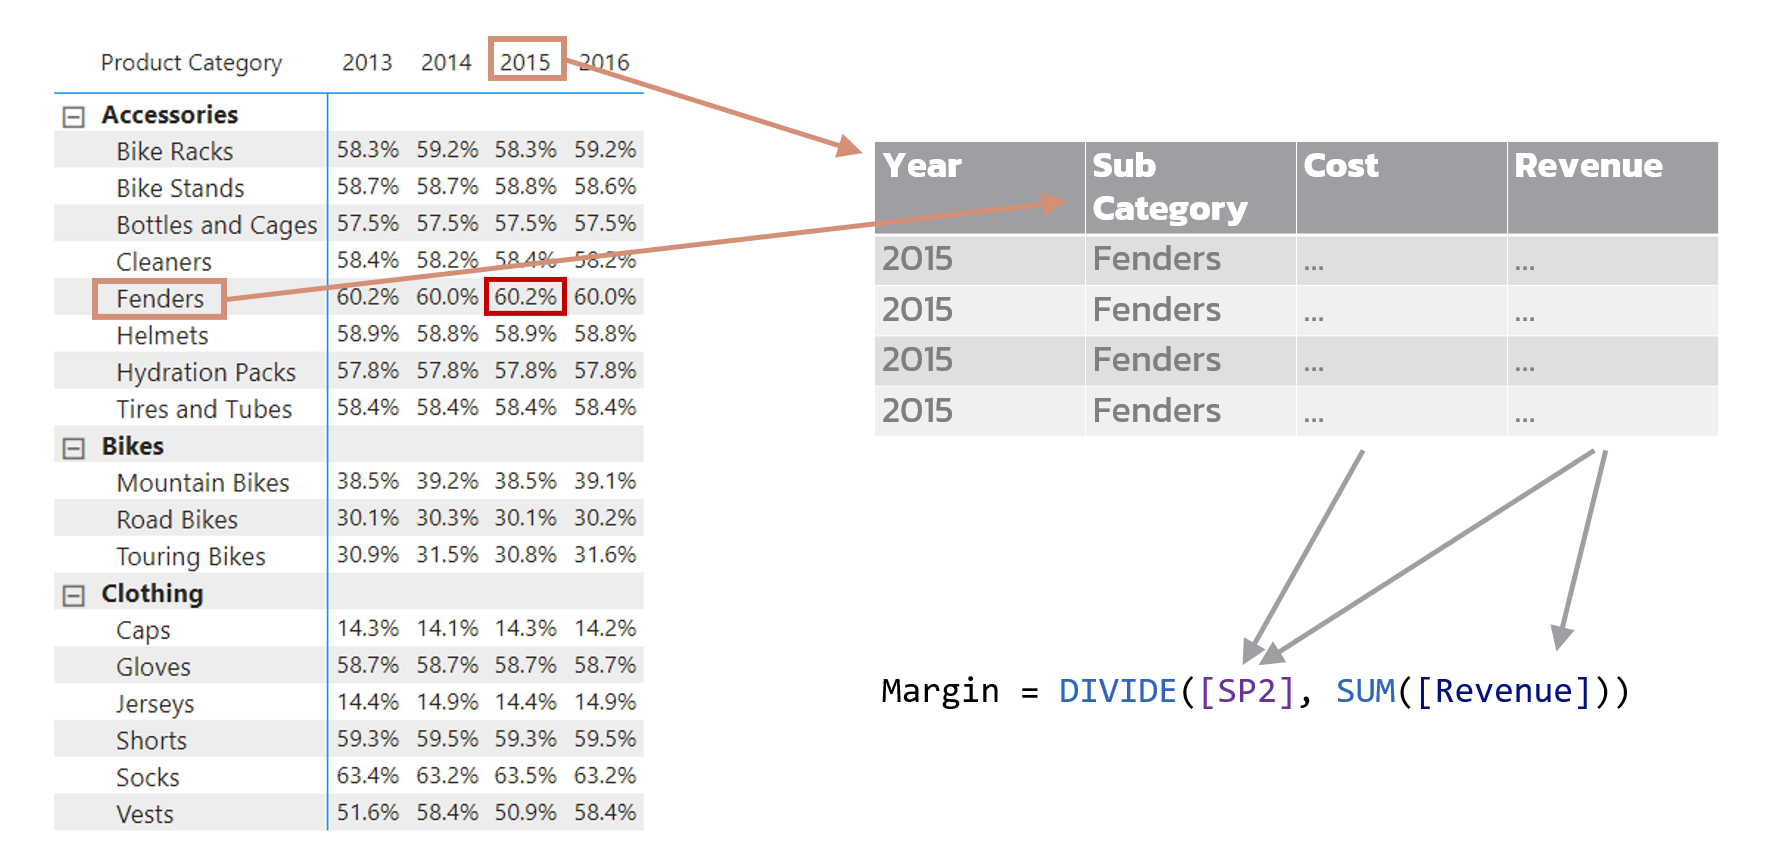 Product Category 2013 2014 2015 2016
Accessories
Bike Racks 58.3% 59.2% 58.3% 59.2%
Bike Stands 58.7% 58.7% 58.8% 58.6%
Bottles and Cages 57.5% 57.5% 57.5% 57.5%
Cleaners 58.4% 58.2% 58.4% 58.2%
Fenders 60.2% 60.0% 60.2% 60.0%
Helmets 58.9% 58.8% 58.9% 58.8%
Hydration Packs 57.8% 57.8% 57.8% 57.8%
Tires and Tubes 58.4% 58.4% 58.4% 58.4%
Bikes
Mountain Bikes 38.5% 39.2% 38.5% 39.1%
Road Bikes 30.1% 30.3% 30.1% 30.2%
Touring Bikes 30.9% 31.5% 30.8% 31.6%
Clothing
Caps 14.3% 14.1% 14.3% 14.2%
Gloves 58.7% 58.7% 58.7% 58.7%
Jerseys 14.4% 14.9% 14.4% 14.9%
Shorts 59.3% 59.5% 59.3% 59.5%
Socks 63.4% 63.2% 63.5% 63.2%
Vests 51.6% 58.4% 50.9% 58.4%
Year Sub Cost Revenue
Category
2015 Fenders ... ...
2015 Fenders ... ...
2015 Fenders ... ...
2015 Fenders ... ...
Margin = DIVIDE([SP2], SUM([Revenue]))